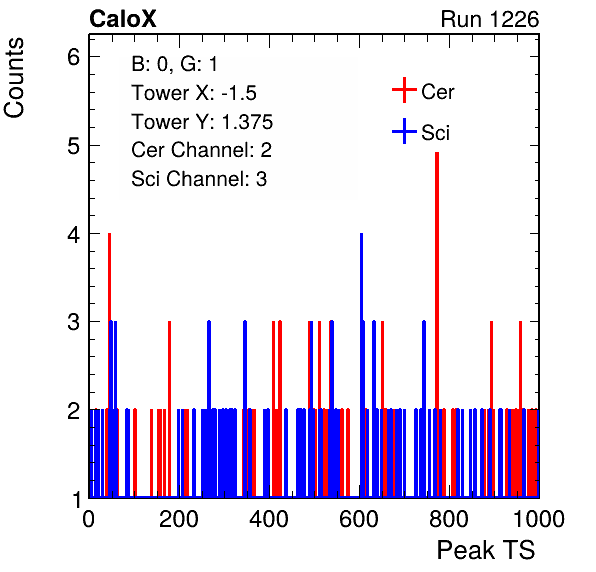 CaloX Run 1226
B: 0, G: 1
Tower X: -1.5
Tower Y: 1.375
Cer Channel: 2
Sci Channel: 3
Cer
Sci
Counts
6
5
4
3
2
1
0 200 400 600 800 1000
Peak TS